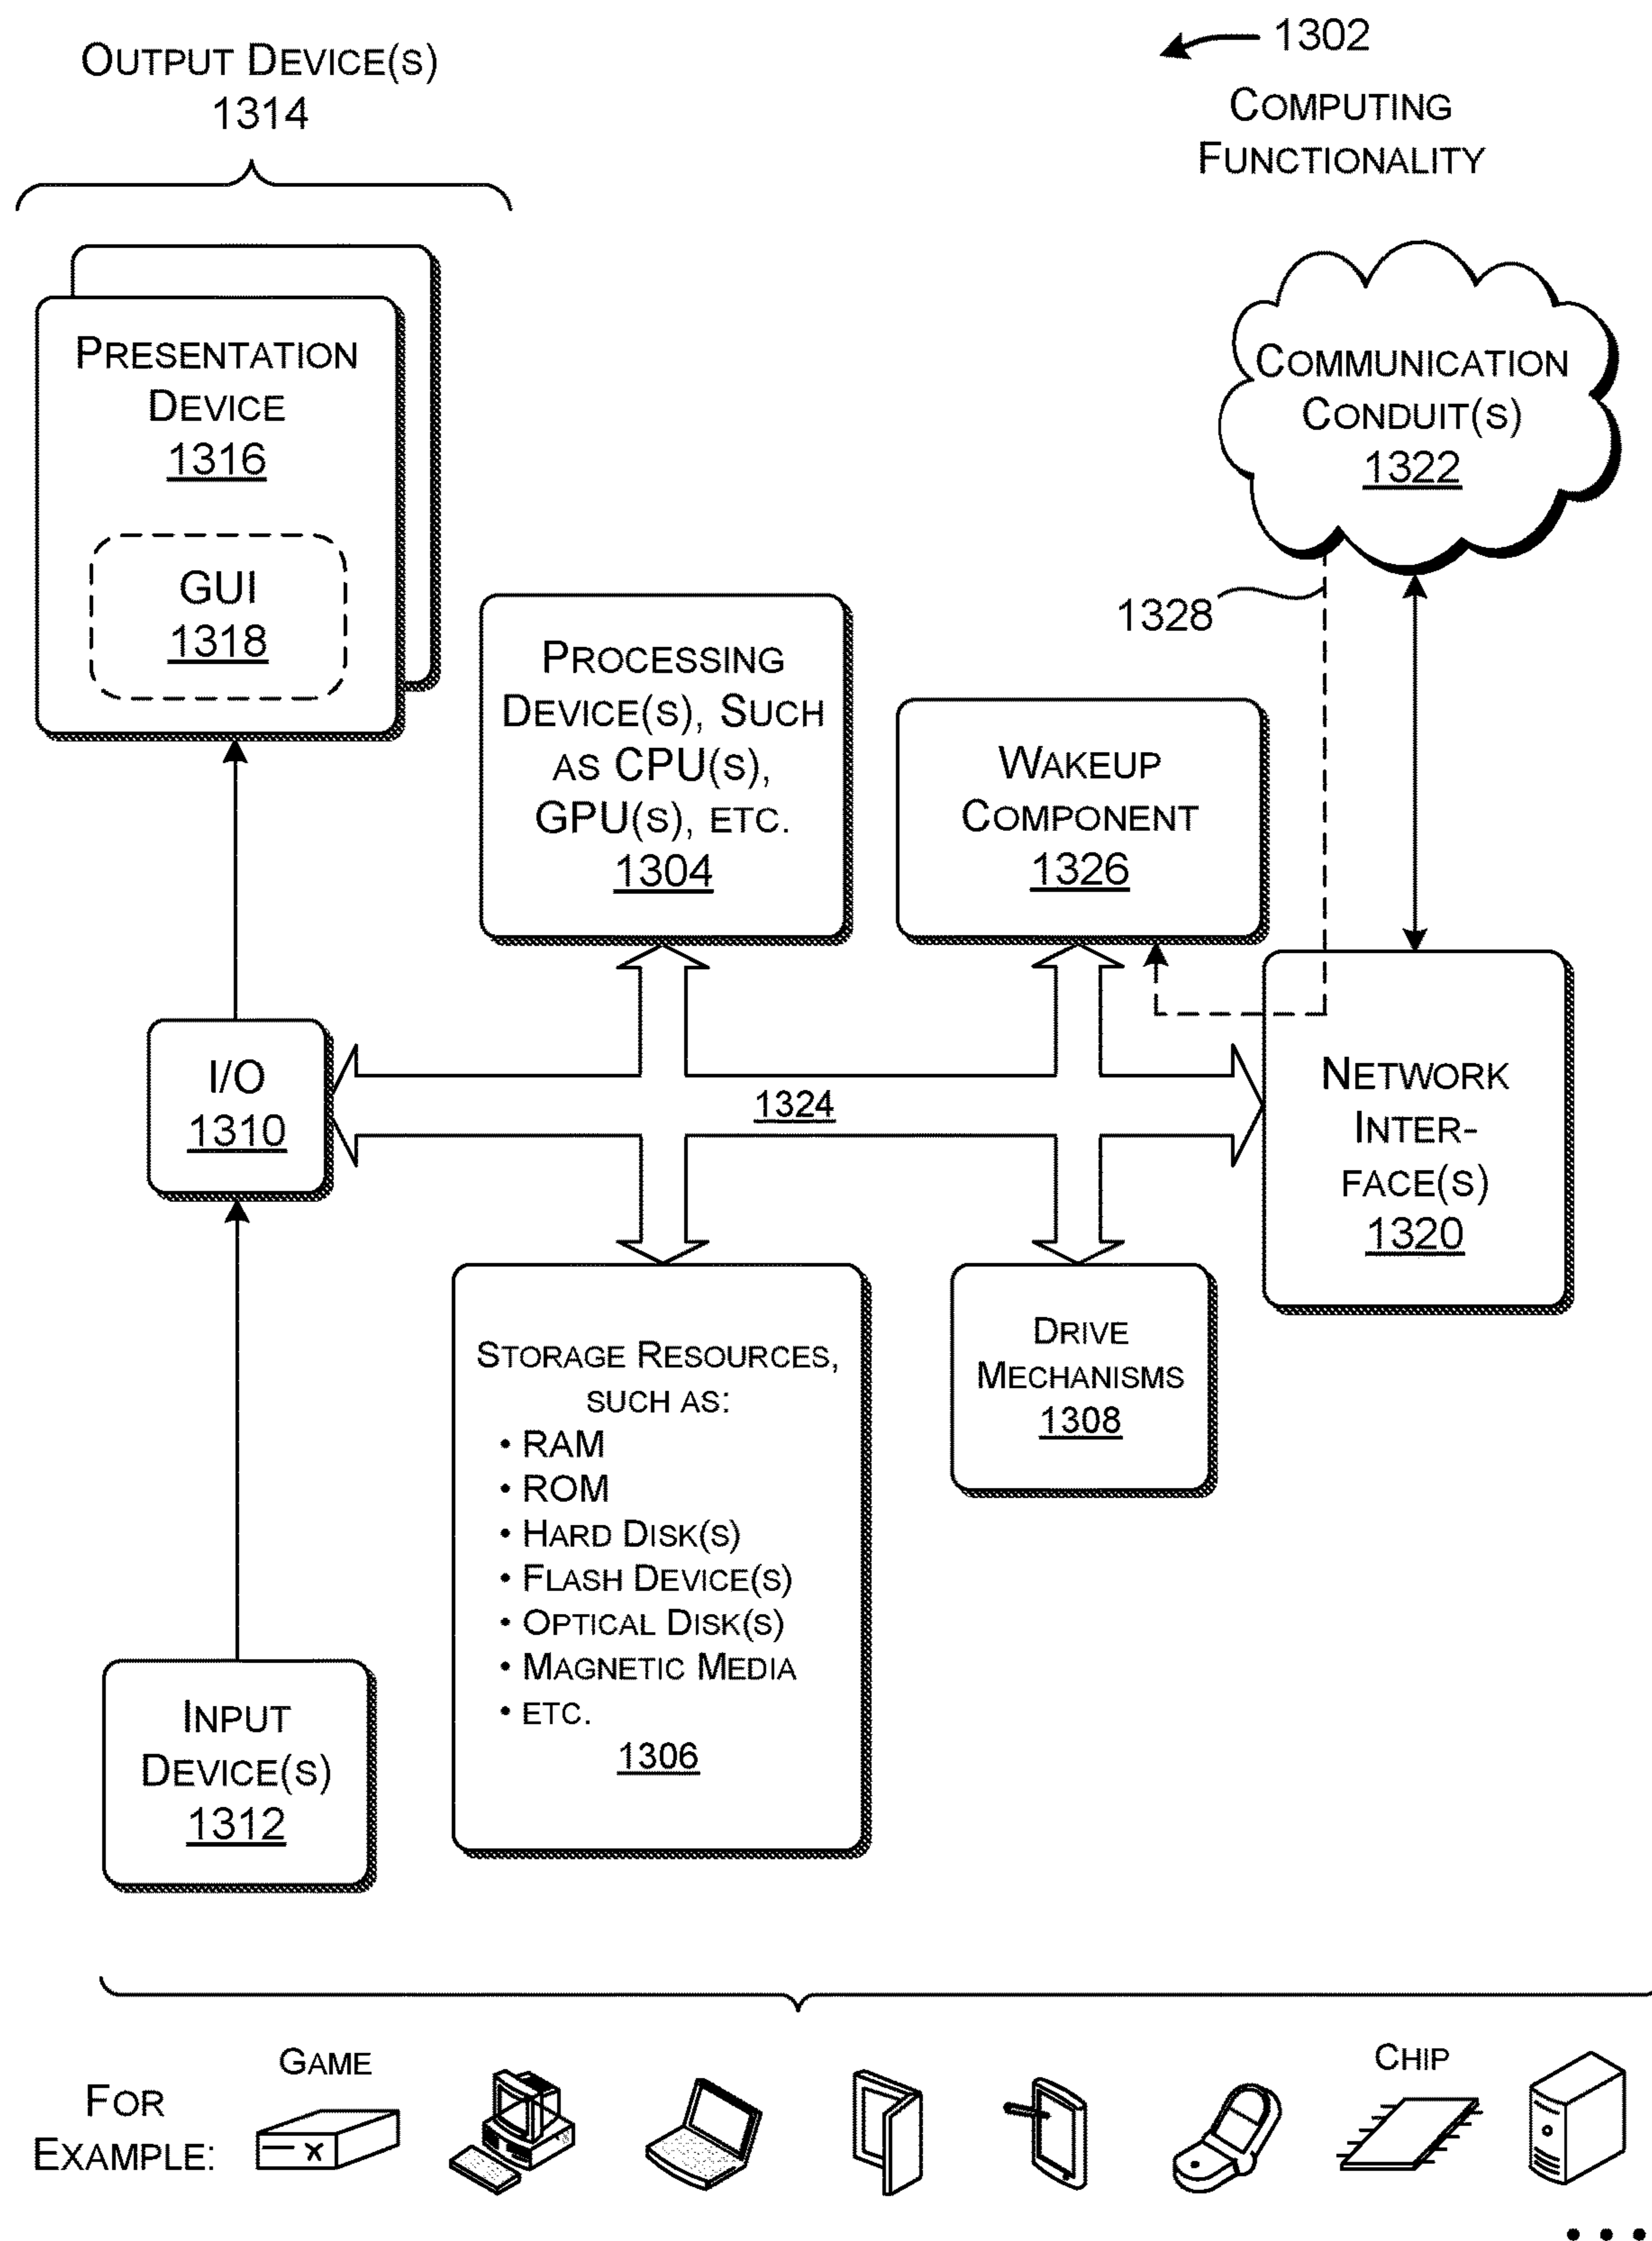 OUTPUT DEVICE(S)
1314
1302
COMPUTING
FUNCTIONALITY
PRESENTATION
DEVICE
1316
GUI
1318
COMMUNICATION
CONDUIT(S)
1322
1328
PROCESSING
DEVICE(S), SUCH
AS CPU(S),
GPU(S), ETC.
1304
WAKEUP
COMPONENT
1326
I/O
1310
1324
NETWORK
INTER-
FACE(S)
1320
STORAGE RESOURCES,
SUCH AS:
• RAM
• ROM
• HARD DISK(S)
• FLASH DEVICE(S)
• OPTICAL DISK(S)
• MAGNETIC MEDIA
• ETC.
1306
DRIVE
MECHANISMS
1308
INPUT
DEVICE(S)
1312
FOR
EXAMPLE:
GAME
CHIP
• • •